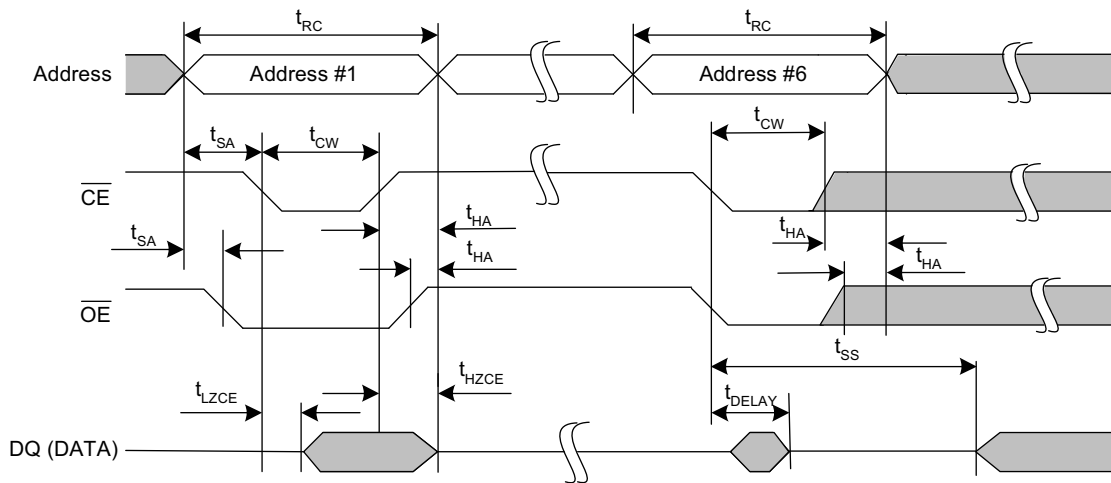 tRC
tRC
Address
Address #1
Address #6
tSA
tCW
tCW
CE
tHA
tSA
tHA
tHA
tHA
OE
tSS
tHZCE
tLZCE
tDELAY
DQ (DATA)